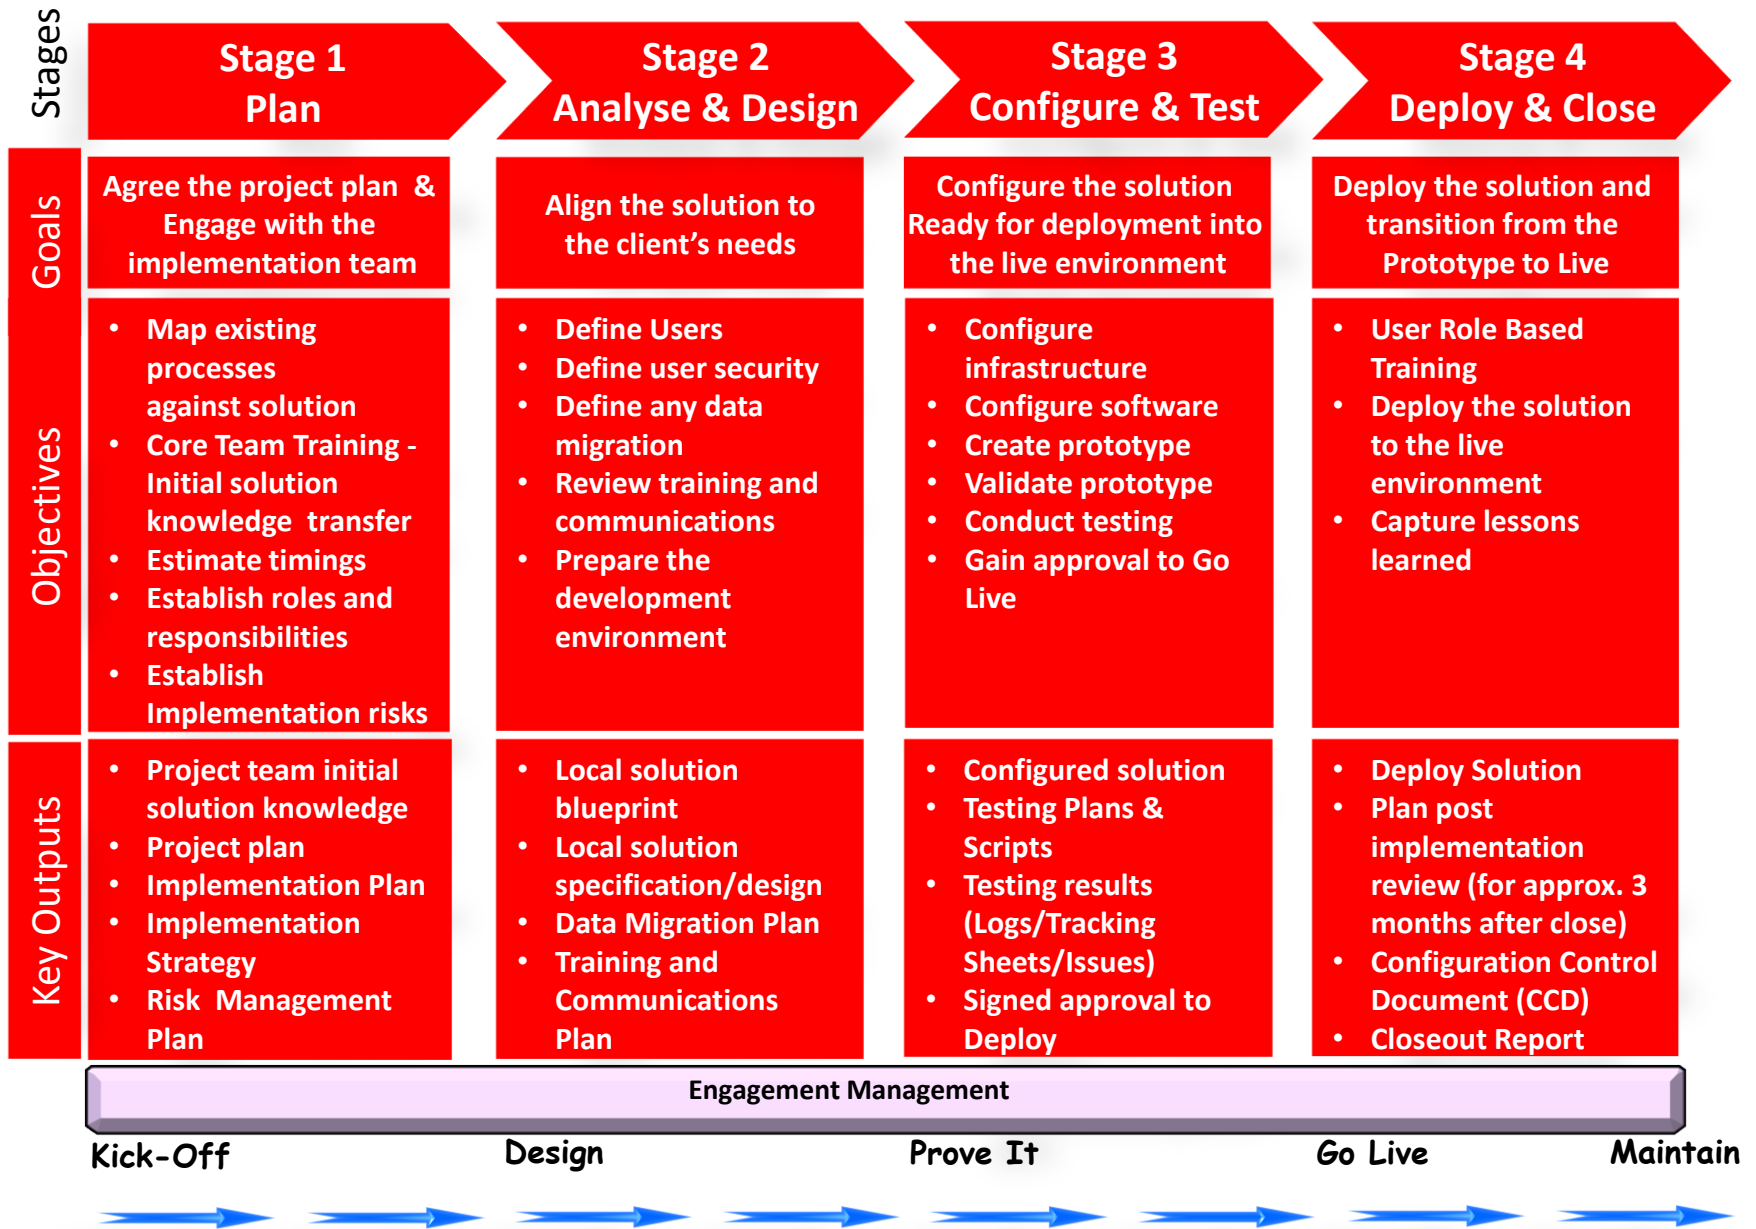 Stages
Stage 1
Plan
Stage 2
Analyse & Design
Stage 3
Configure & Test
Stage 4
Deploy & Close
Goals
Agree the project plan  &
Engage with the
implementation team
Align the solution to
the client’s needs
Configure the solution
Ready for deployment into
the live environment
Deploy the solution and
transition from the
Prototype to Live
Objectives
• Map existing
processes
against solution
• Core Team Training -
Initial solution
knowledge  transfer
• Estimate timings
• Establish roles and
responsibilities
• Establish
Implementation risks
• Define Users
• Define user security
• Define any data
migration
• Review training and
communications
• Prepare the
development
environment
• Configure
infrastructure
• Configure software
• Create prototype
• Validate prototype
• Conduct testing
• Gain approval to Go
Live
• User Role Based
Training
• Deploy the solution
to the live
environment
• Capture lessons
learned
Key Outputs
• Project team initial
solution knowledge
• Project plan
• Implementation Plan
• Implementation
Strategy
• Risk  Management
Plan
• Local solution
blueprint
• Local solution
specification/design
• Data Migration Plan
• Training and
Communications
Plan
• Configured solution
• Testing Plans &
Scripts
• Testing results
(Logs/Tracking
Sheets/Issues)
• Signed approval to
Deploy
• Deploy Solution
• Plan post
implementation
review (for approx. 3
months after close)
• Configuration Control
Document (CCD)
• Closeout Report
Engagement Management
Kick-Off
Design
Prove It
Go Live
Maintain